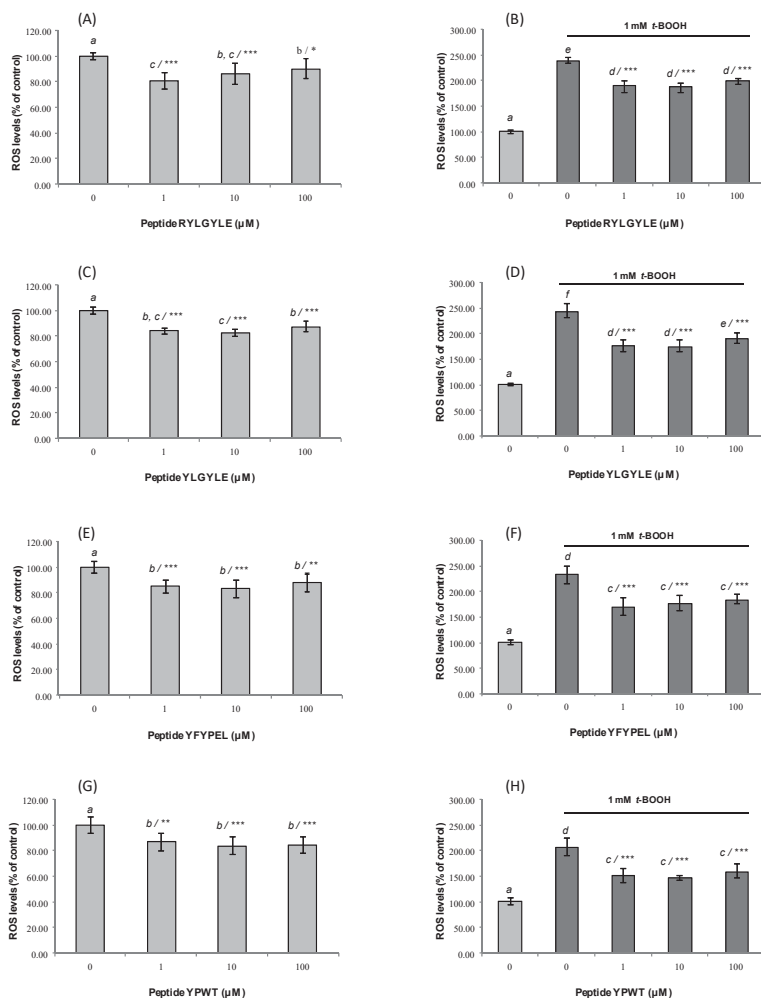 (A)
120.00
100.00
80.00
60.00
40.00
20.00
0.00
a
c / ***
b, c / ***
b / *
0 1 10 100
ROS levels (% of control)
Peptide RYLGYLE (µM)
(B)
1 mM t-BOOH
300.00
250.00
200.00
150.00
100.00
50.00
0.00
a
e
d / ***
d / ***
d / ***
0 0 1 10 100
ROS levels (% of control)
Peptide RYLGYLE (µM)
(C)
120.00
100.00
80.00
60.00
40.00
20.00
0.00
a
b, c / ***
c / ***
b / ***
0 1 10 100
ROS levels (% of control)
Peptide YLGYLE (µM)
(D)
1 mM t-BOOH
300.00
250.00
200.00
150.00
100.00
50.00
0.00
a
f
d / ***
d / ***
e / ***
0 0 1 10 100
ROS levels (% of control)
Peptide YLGYLE (µM)
(E)
120.00
100.00
80.00
60.00
40.00
20.00
0.00
a
b / ***
b / ***
b / **
0 1 10 100
ROS levels (% of control)
Peptide YFYPEL (µM)
(F)
1 mM t-BOOH
300.00
250.00
200.00
150.00
100.00
50.00
0.00
a
d
c / ***
c / ***
c / ***
0 0 1 10 100
ROS levels (% of control)
Peptide YFYPEL (µM)
(G)
120.00
100.00
80.00
60.00
40.00
20.00
0.00
a
b / **
b / ***
b / ***
0 1 10 100
ROS levels (% of control)
Peptide YPWT (µM)
(H)
1 mM t-BOOH
300.00
250.00
200.00
150.00
100.00
50.00
0.00
a
d
c / ***
c / ***
c / ***
0 0 1 10 100
ROS levels (% of control)
Peptide YPWT (µM)